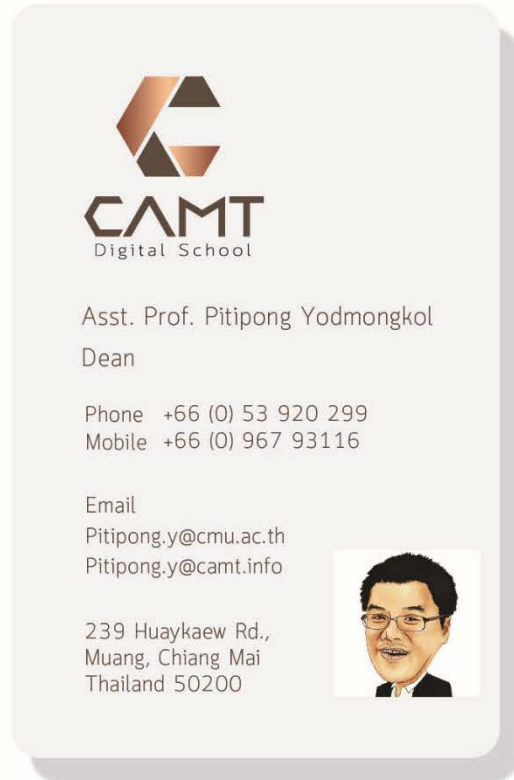 CAMT
Digital School
Asst. Prof. Pitipong Yodmongkol
Dean
Phone +66 (0) 53 920 299
Mobile +66 (0) 967 93116
Email
Pitipong.y@cmu.ac.th
Pitipong.y@camt.info
239 Huaykaew Rd.,
Muang, Chiang Mai
Thailand 50200